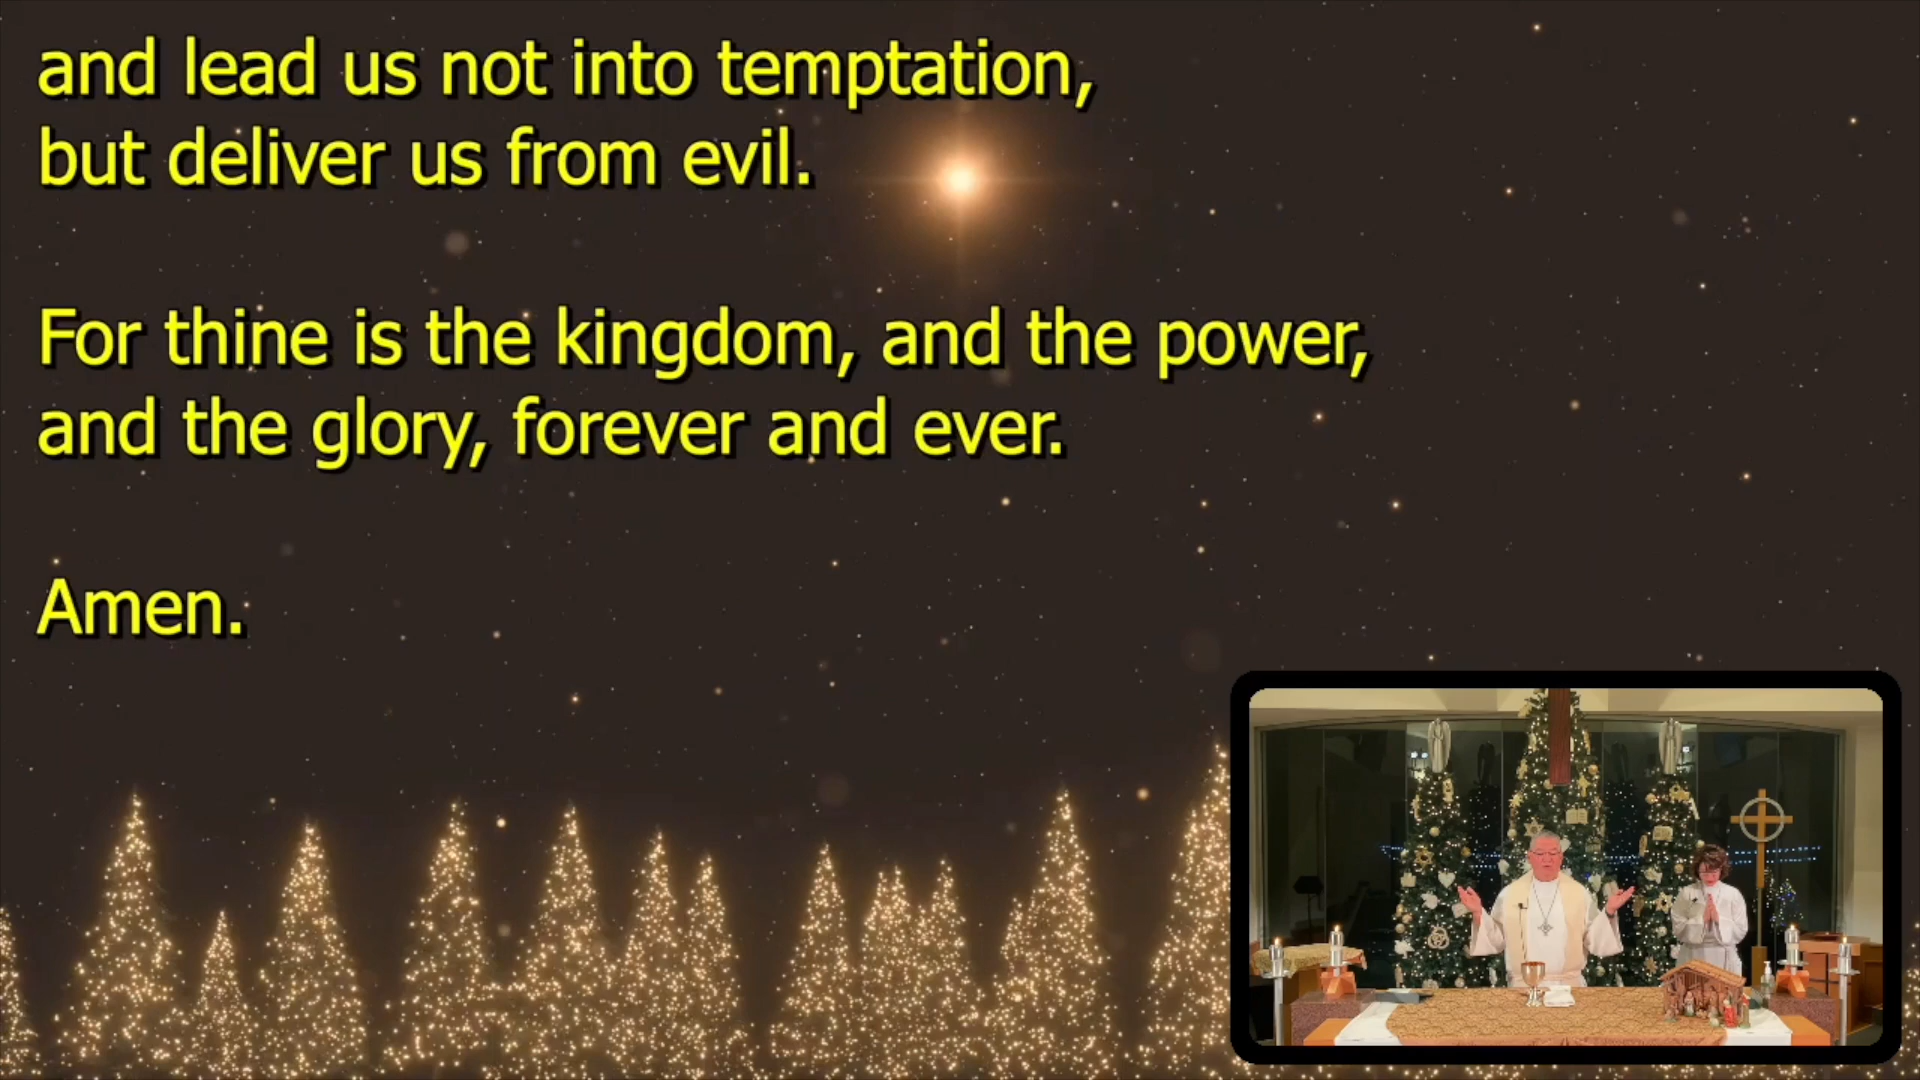 and lead us not into temptation,
but deliver us from evil.
For thine is the kingdom, and the power,
and the glory, forever and ever.
Amen.